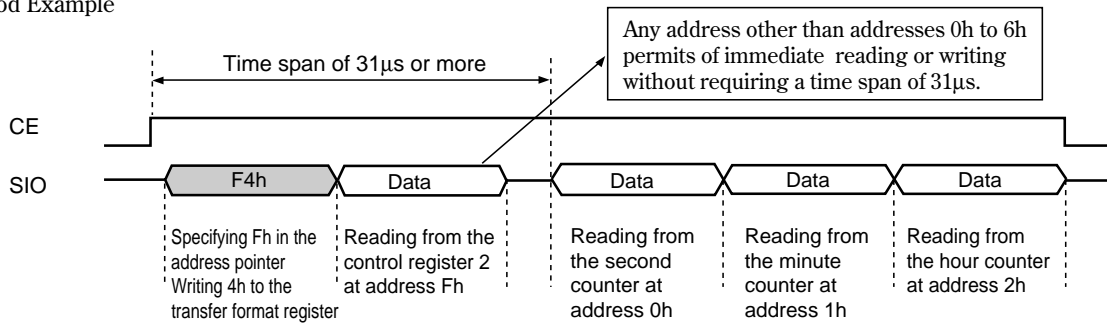 od Example
Any address other than addresses 0h to 6h
permits of immediate reading or writing
without requiring a time span of 31μs.
Time span of 31μs or more
CE
SIO
F4h
Data
Data
Data
Data
Specifying Fh in the
address pointer
Writing 4h to the
transfer format register
Reading from the
control register 2
at address Fh
Reading from
the second
counter at
address 0h
Reading from
the minute
counter at
address 1h
Reading from
the hour counter
at address 2h